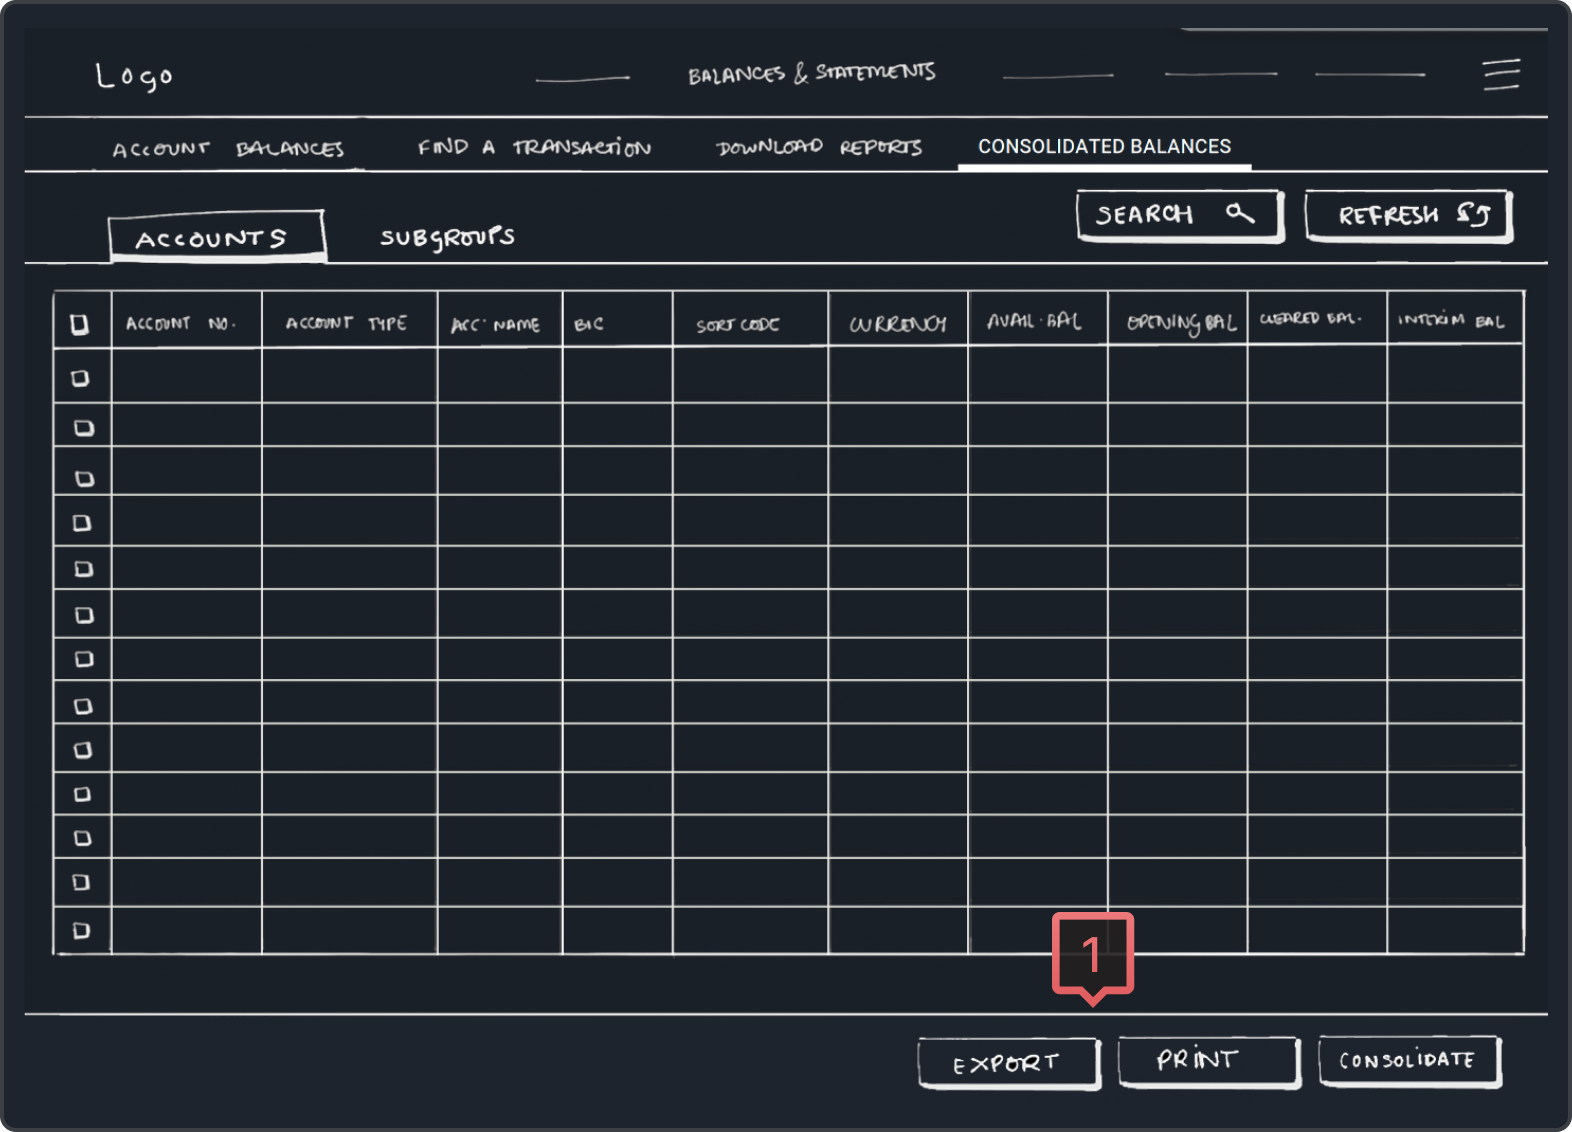 Logo
BALANCES & STATEMENTS
ACCOUNT BALANCES
FIND A TRANSACTION
DOWNLOAD REPORTS
CONSOLIDATED BALANCES
ACCOUNTS
SUBGROUPS
SEARCH
REFRESH
ACCOUNT NO.
ACCOUNT TYPE
ACC. NAME
BIC
SORT CODE
CURRENCY
AVAIL. BAL
OPENING BAL
CLEARED BAL.
INTERIM BAL
1
EXPORT
PRINT
CONSOLIDATE